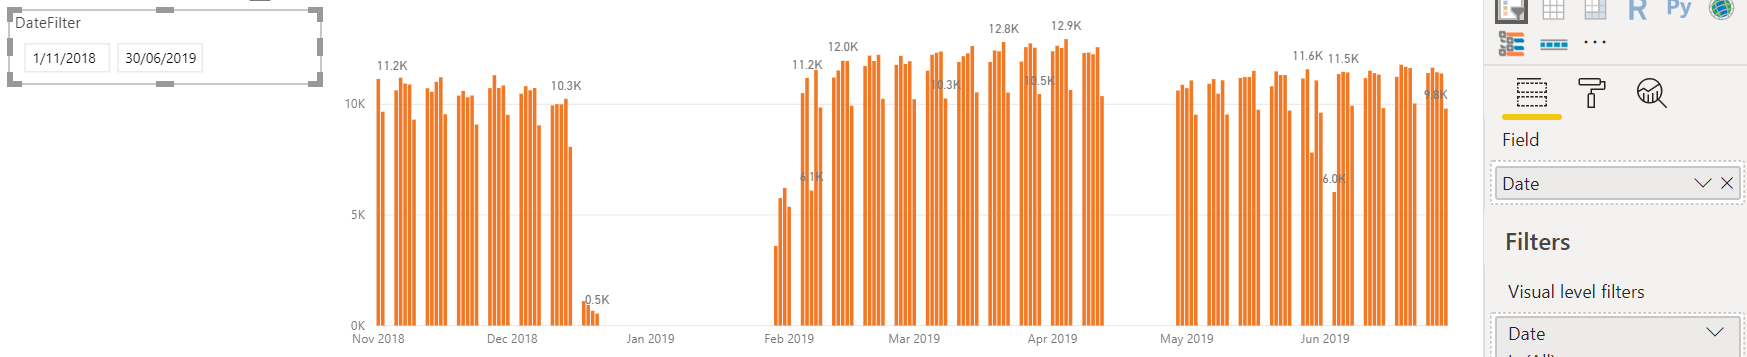 DateFilter
1/11/2018 30/06/2019
11.2K
10.3K
0.5K
11.2K
6.1K
12.0K
10.3K
12.8K
10.5K
12.9K
11.6K
11.5K
6.0K
9.8K
10K
5K
0K
Nov 2018 Dec 2018 Jan 2019 Feb 2019 Mar 2019 Apr 2019 May 2019 Jun 2019
R Py
Field
Date
Filters
Visual level filters
Date